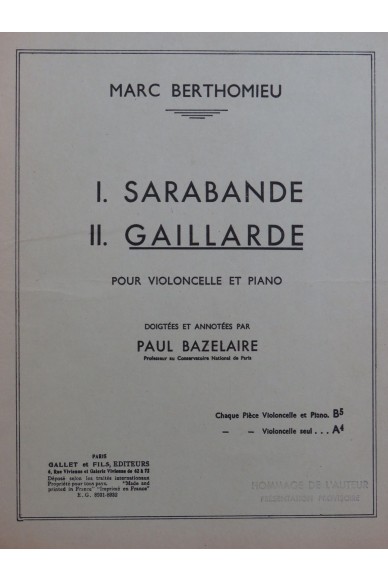 MARC BERTHOMIEU
I. SARABANDE
II. GAILLARDE
POUR VIOLONCELLE ET PIANO
DOIGTÉES ET ANNOTÉES PAR
PAUL BAZELAIRE
Professeur au Conservatoire National de Paris
Chaque Pièce Violoncelle et Piano. B5
— — Violoncelle seul . . . A4
PARIS
GALLET et FILS, EDITEURS
6, Rue Vivienne et Galerie Vivienne de 62 à 72
Déposé selon les traités internationaux
Propriété pour tous pays. "Made and
printed in France" "Imprimé en France"
E. G.
HOMMAGE DE L'AUTEUR